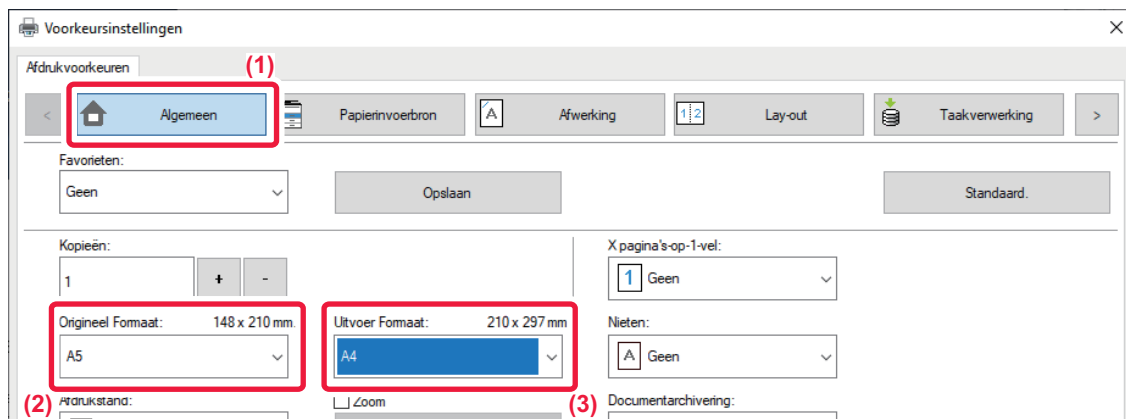 Voorkeursinstellingen
Afdrukvoorkeuren
(1)
< Algemeen Papierinvoerbron Afwerking Lay-out Taakverwerking >
Favorieten:
Geen Opslaan Standaard.
Kopieën: X pagina's-op-1-vel:
1 + - 1 Geen
Origineel Formaat: 148 x 210 mm. Uitvoer Formaat: 210 x 297 mm Nieten:
A5 A4 A Geen
(2) Afdrukstand: Zoom (3) Documentarchivering: